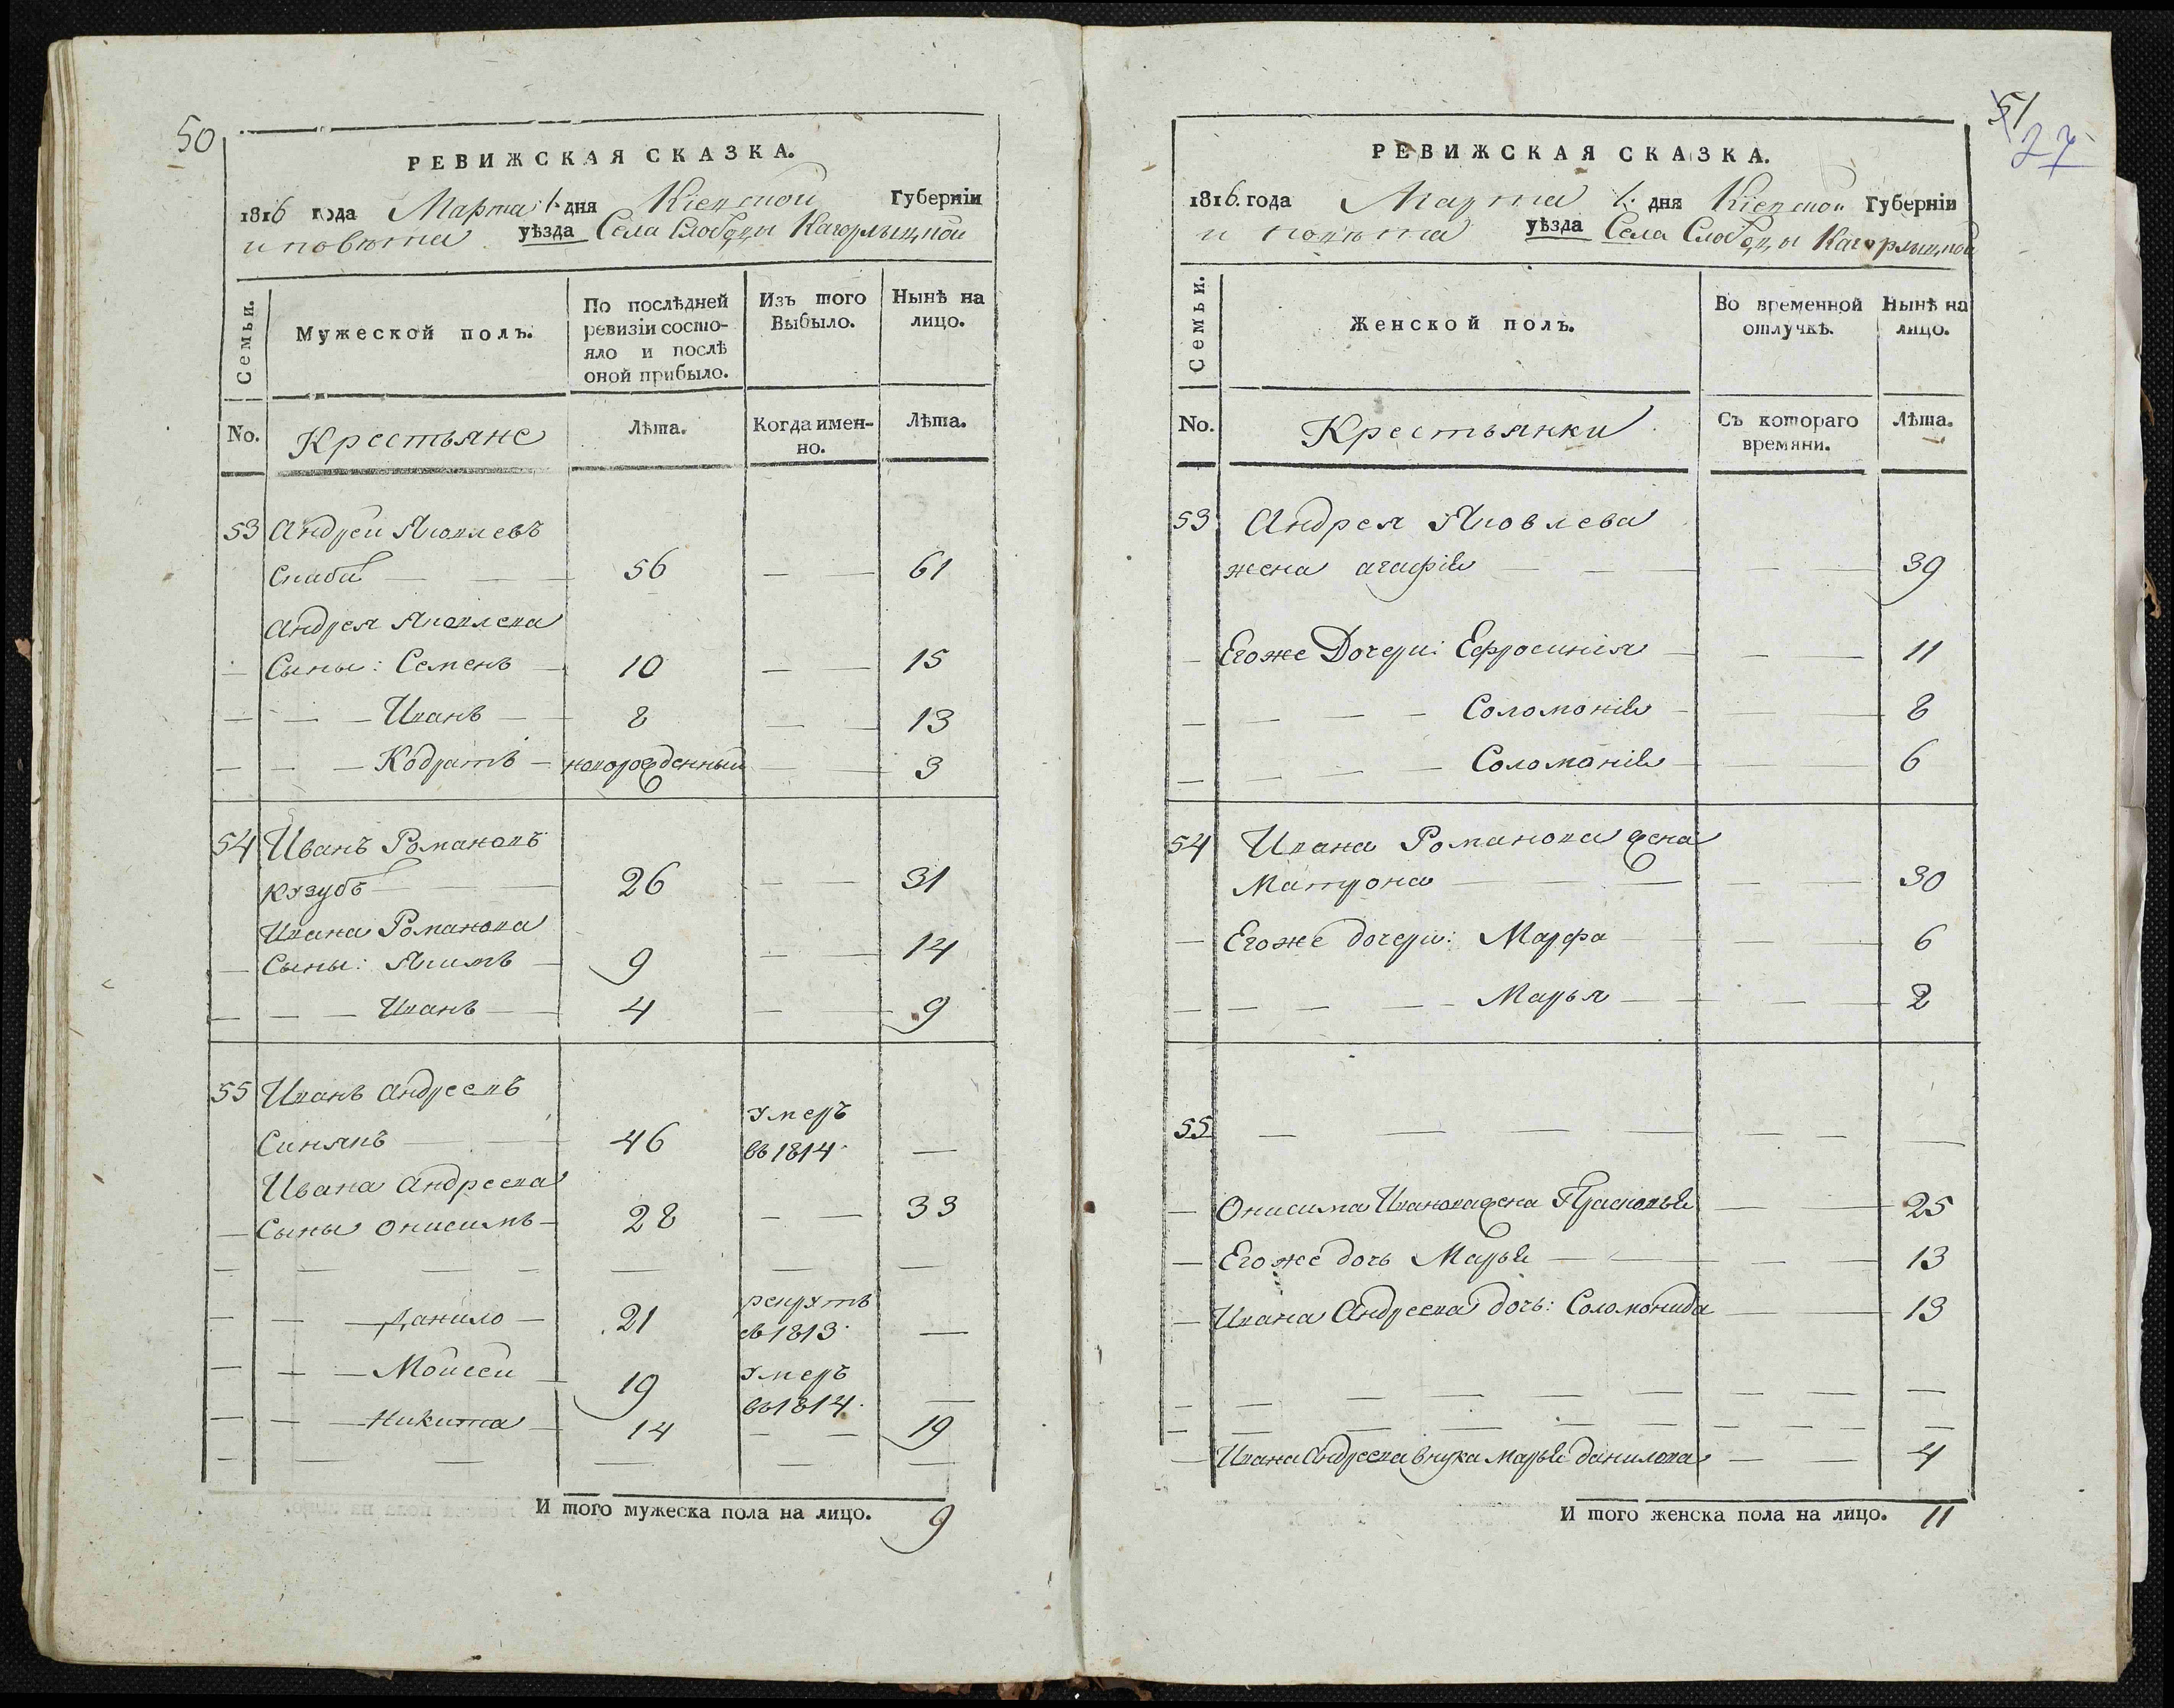 50
РЕВИЖСКАЯ СКАЗКА.
1816 года Марта 1. дня Кіевской Губерніи
и повѣта уѣзда Села Слободы Кагорлыцкой
Семьи.
Мужеской полъ.
По послѣдней ревизіи состояло и послѣ оной прибыло.
Изъ того Выбыло.
Нынѣ на лицо.
No.
Крестьяне
Лѣта.
Когда именно.
Лѣта.
53 Андрей Яковлевъ
56 — — 61
Андрея Яковлева
— Сыны: Семенъ — 10 — — 15
— — — Иванъ — — 8 — — 13
— — — Кодратъ — новорожденный — — 3
54 Иванъ Романовъ
Кузубъ — — 26 — — 31
Ивана Романова
— Сыны: Якимъ — 9 — — 14
— — — Иванъ — — 4 — — 9
55 Иванъ Андреевъ
Синякъ — — 46 умеръ въ 1814. —
Ивана Андреева
— Сыны Онисимъ — 28 — — 33
— — — — — — —
— — — Данило — 21 рекрутъ въ 1813. —
— — — Мойсей — 19 умеръ въ 1814. —
— — — Никита — 14 — — 19
— — — — — —
И того мужеска пола на лицо. 9
51
27
РЕВИЖСКАЯ СКАЗКА.
1816. года Марта 1. дня Кіевской Губерніи
и повѣта уѣзда Села Слободы Кагорлыцкой
Семьи.
Женской полъ.
Во временной отлучкѣ.
Нынѣ на лицо.
No.
Крестьянки
Съ котораго времяни.
Лѣта.
53 Андрея Яковлева
жена агафія — — — — — 39
— Егоже Дочери: Ефросинія — — — 11
— — — — Соломонія — — — 8
— — — — Соломанія — — — 6
54 Ивана Романова жена
Матрона — — — — — 30
— Егоже дочери: Марфа — — — 6
— — — — — Марья — — — — 2
55 — — — — — — —
— Онисима Иванова жена Прасковья — — 25
— Егоже дочь Марья — — — — 13
— Ивана Андреева дочь: Соломонида — — 13
— — — — — — — — —
— — — — — — — — —
— Ивана Андреева внука Марья данилова — — 4
И того женска пола на лицо. 11